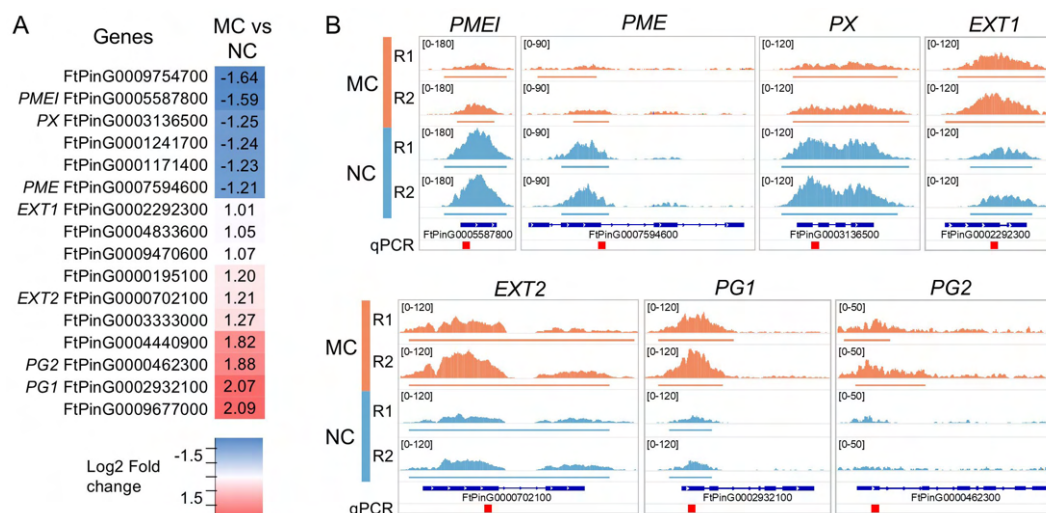 A
Genes
MC vs
NC
FtPinG0009754700 -1.64
PMEI FtPinG0005587800 -1.59
PX FtPinG0003136500 -1.25
FtPinG0001241700 -1.24
FtPinG0001171400 -1.23
PME FtPinG0007594600 -1.21
EXT1 FtPinG0002292300 1.01
FtPinG0004833600 1.05
FtPinG0009470600 1.07
FtPinG0000195100 1.20
EXT2 FtPinG0000702100 1.21
FtPinG0003333000 1.27
FtPinG0004440900 1.82
PG2 FtPinG0000462300 1.88
PG1 FtPinG0002932100 2.07
FtPinG0009677000 2.09
Log2 Fold
change
-1.5
1.5
B
PMEI PME PX EXT1
MC
R1 [0-180] [0-90] [0-120] [0-120]
R2 [0-180] [0-90] [0-120] [0-120]
NC
R1 [0-180] [0-90] [0-120] [0-120]
R2 [0-180] [0-90] [0-120] [0-120]
FtPinG0005587800 FtPinG0007594600 FtPinG0003136500 FtPinG0002292300
qPCR
EXT2 PG1 PG2
MC
R1 [0-120] [0-120] [0-50]
R2 [0-120] [0-120] [0-50]
NC
R1 [0-120] [0-120] [0-50]
R2 [0-120] [0-120] [0-50]
FtPinG0000702100 FtPinG0002932100 FtPinG0000462300
qPCR